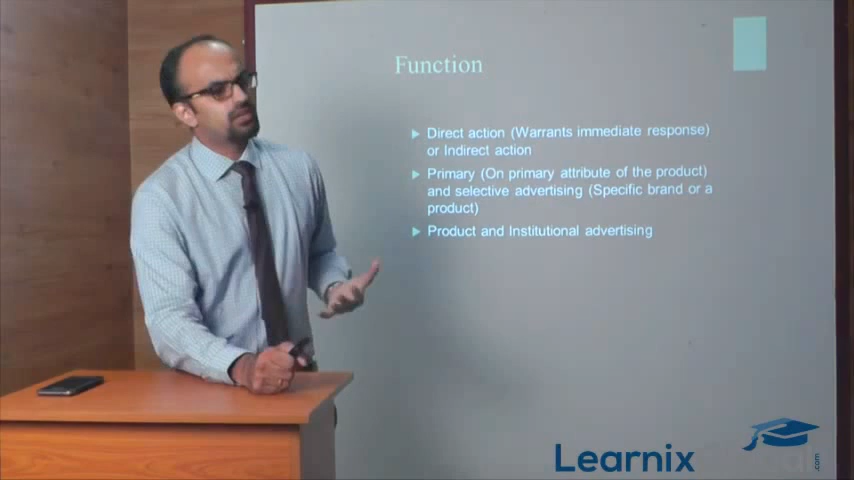 Function
Direct action (Warrants immediate response)
or Indirect action
Primary (On primary attribute of the product)
and selective advertising (Specific brand or a
product)
Product and Institutional advertising
Learnix
.com